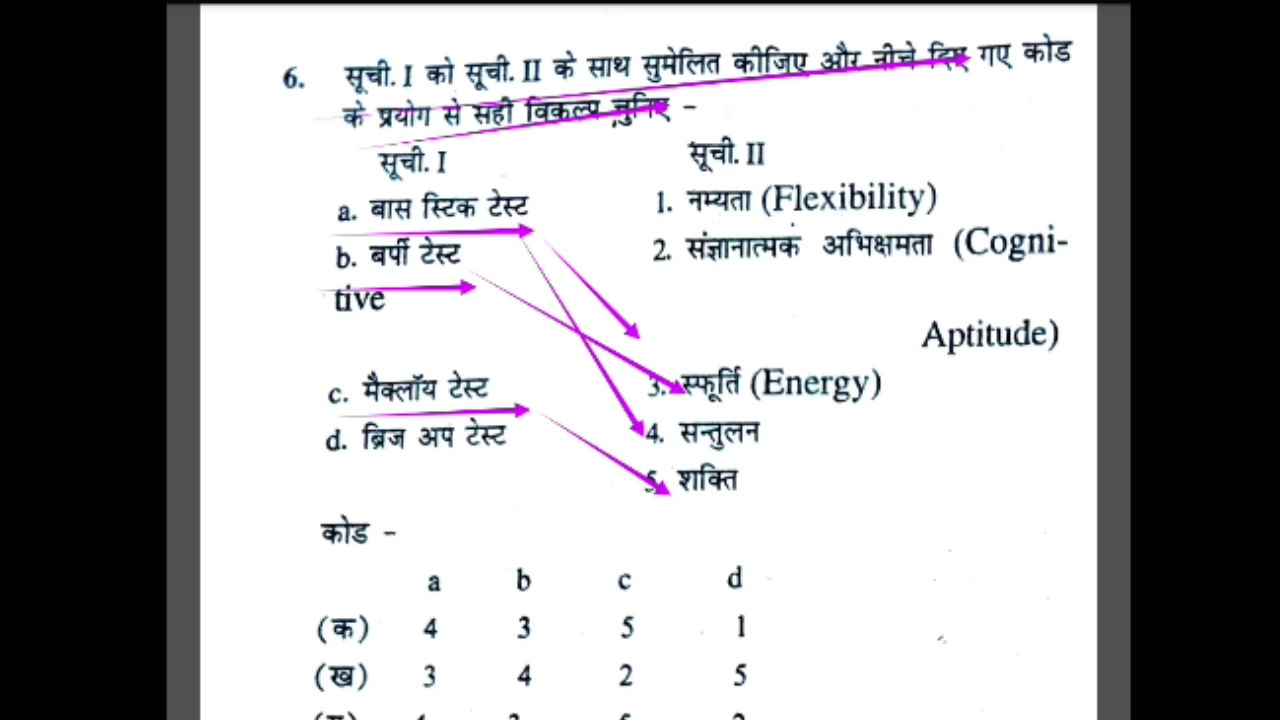 6. सूची. I को सूची. II के साथ सुमेलित कीजिए और नीचे दिए गए कोड
के प्रयोग से सही विकल्प चुनिए -
सूची. I सूची. II
a. बास स्टिक टेस्ट 1. नम्यता (Flexibility)
b. बर्पी टेस्ट 2. संज्ञानात्मक अभिक्षमता (Cogni-
tive
Aptitude)
c. मैक्लॉय टेस्ट 3. स्फूर्ति (Energy)
d. ब्रिज अप टेस्ट 4. सन्तुलन
5. शक्ति
कोड -
a b c d
(क) 4 3 5 1
(ख) 3 4 2 5